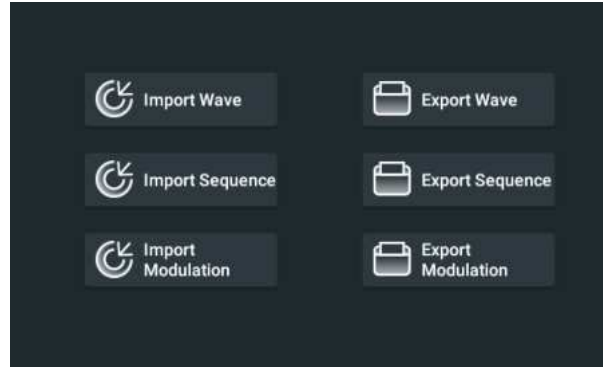 Import Wave
Export Wave
Import Sequence
Export Sequence
Import
Modulation
Export
Modulation